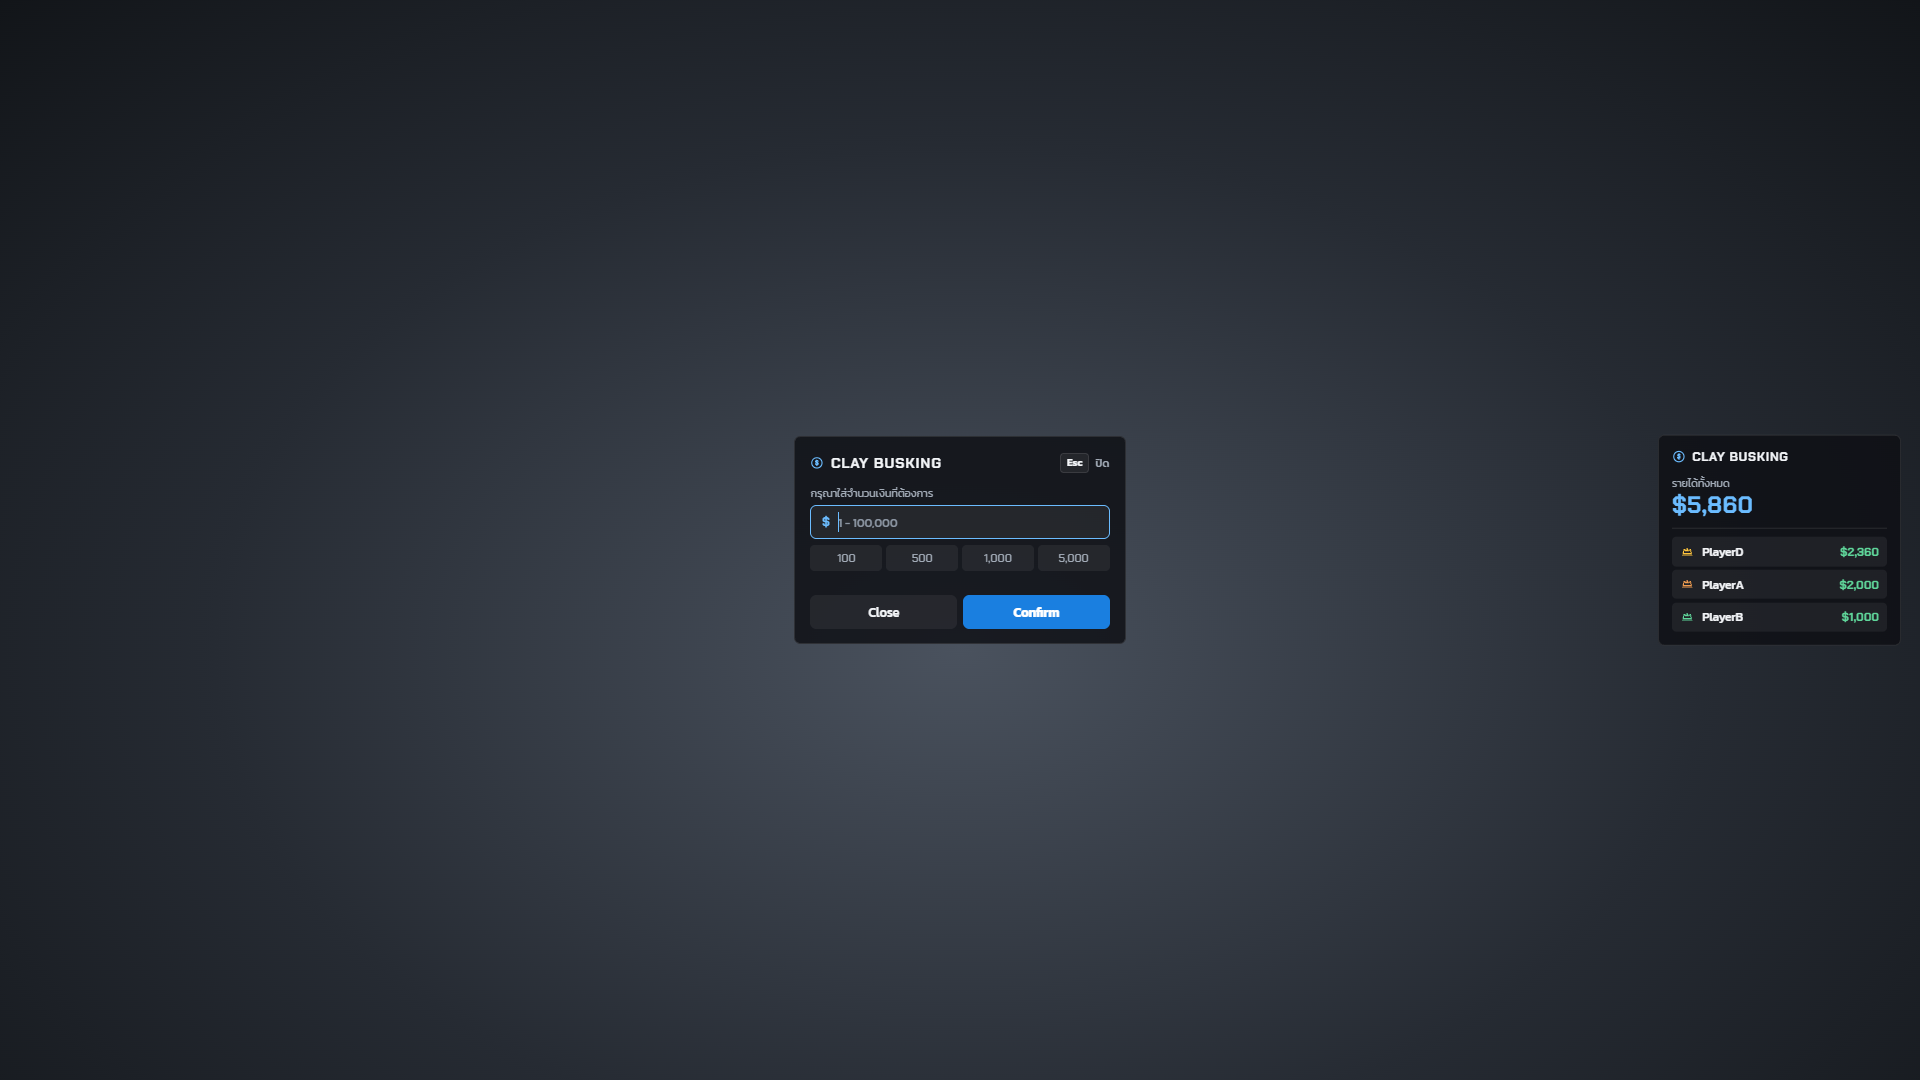 CLAY BUSKING
Esc ปิด
กรุณาใส่จำนวนเงินที่ต้องการ
$ 1 - 100,000
100 500 1,000 5,000
Close Confirm
CLAY BUSKING
รายได้ทั้งหมด
$5,860
PlayerD $2,360
PlayerA $2,000
PlayerB $1,000